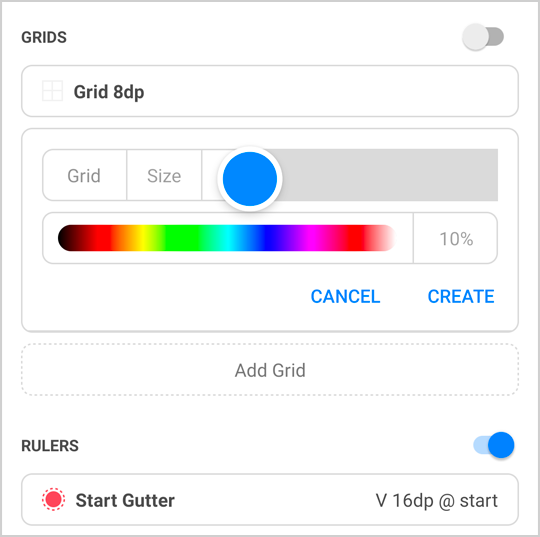 GRIDS
Grid 8dp
Grid Size
10%
CANCEL CREATE
Add Grid
RULERS
Start Gutter V 16dp @ start